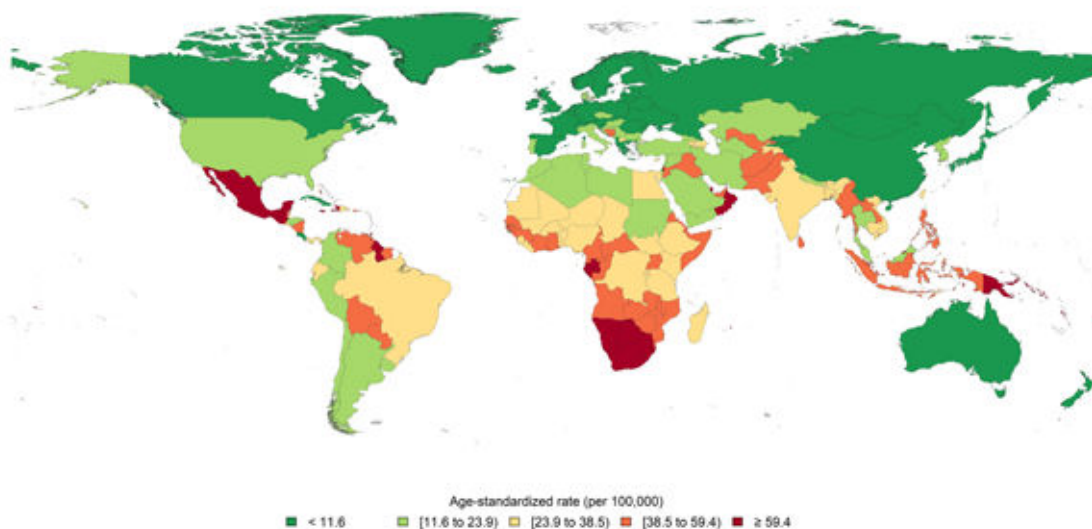 Age-standardized rate (per 100,000)
< 11.6 [11.6 to 23.9) [23.9 to 38.5) [38.5 to 59.4) ≥ 59.4